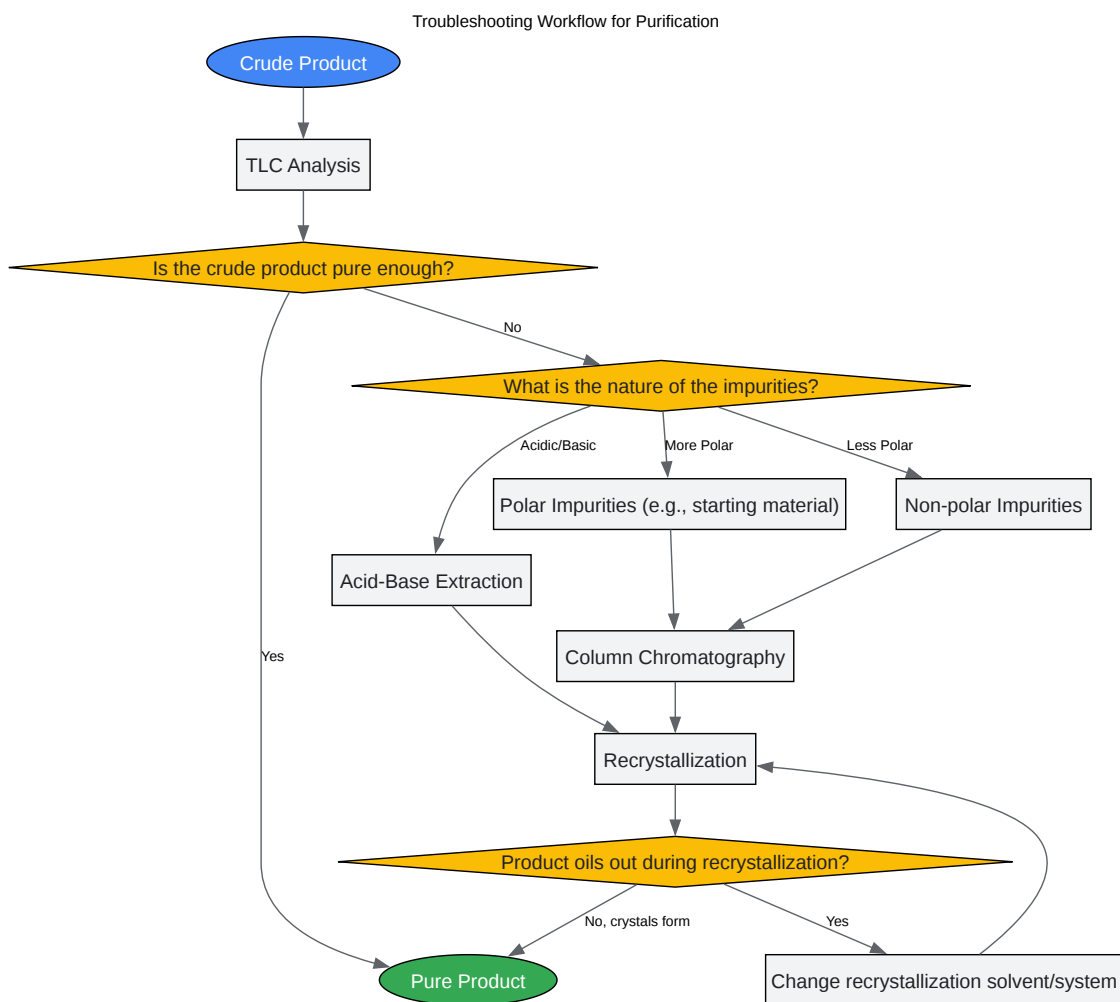 Troubleshooting Workflow for Purification
Crude Product
TLC Analysis
Is the crude product pure enough?
No
What is the nature of the impurities?
Acidic/Basic
More Polar
Less Polar
Polar Impurities (e.g., starting material)
Non-polar Impurities
Acid-Base Extraction
Column Chromatography
Yes
Recrystallization
Product oils out during recrystallization?
No, crystals form
Yes
Pure Product
Change recrystallization solvent/system